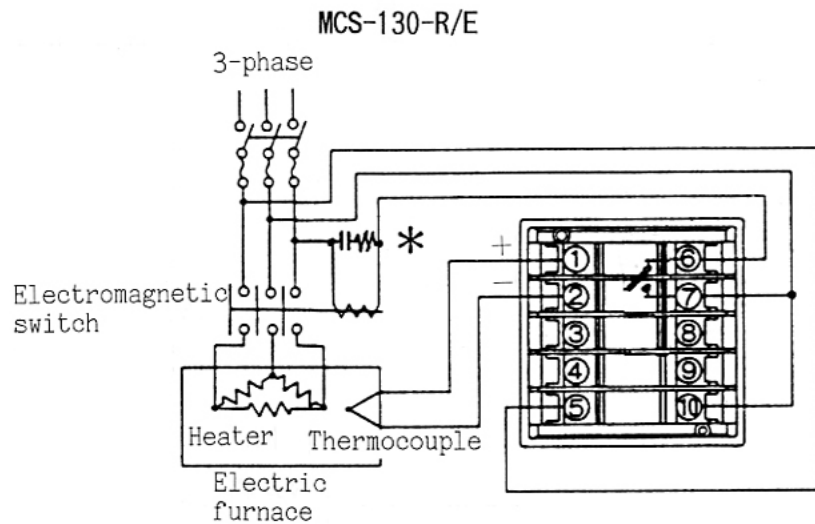 MCS-130-R/E
3-phase
*
+
① ⑥
Electromagnetic
switch
-
② ⑦
③ ⑧
④ ⑨
⑤ ⑩
Heater Thermocouple
Electric
furnace